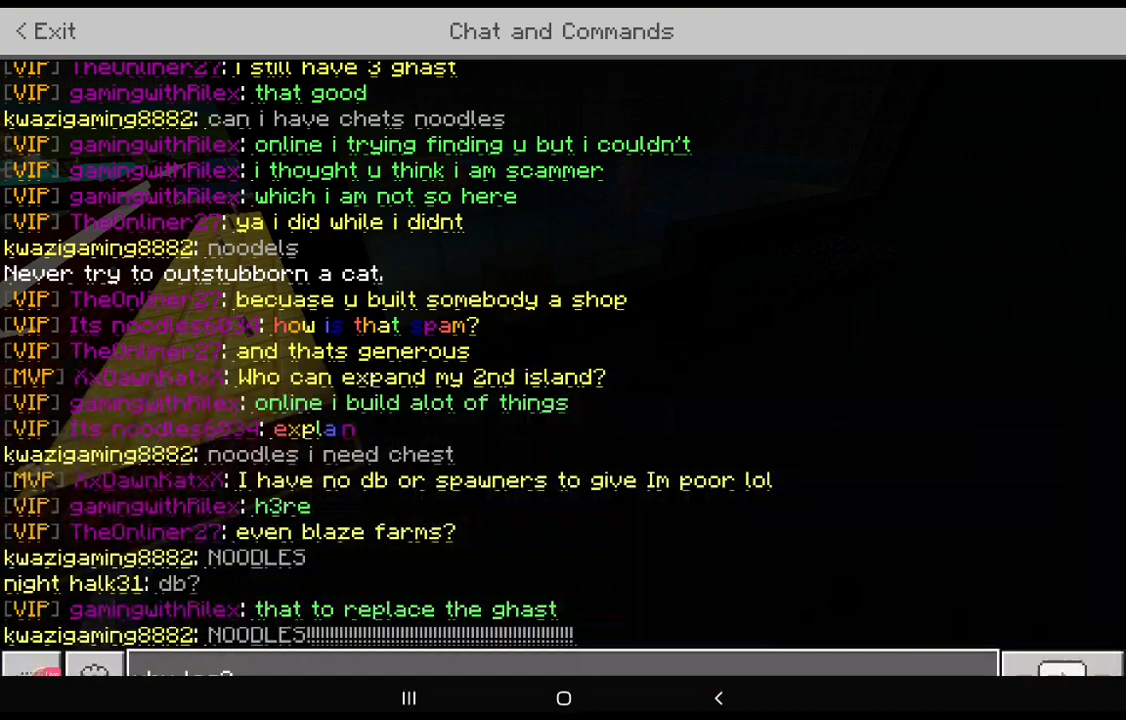 < Exit
Chat and Commands
[VIP] TheOnliner27: i still have 3 ghast
[VIP] gamingwithRilex: that good
kwazigaming8882: can i have chets noodles
[VIP] gamingwithRilex: online i trying finding u but i couldn't
[VIP] gamingwithRilex: i thought u think i am scammer
[VIP] gamingwithRilex: which i am not so here
[VIP] TheOnliner27: ya i did while i didnt
kwazigaming8882: noodels
Never try to outstubborn a cat.
[VIP] TheOnliner27: becuase u built somebody a shop
[VIP] Its noodles6034: how is that spam?
[VIP] TheOnliner27: and thats generous
[MVP] XxDawnKatxX: Who can expand my 2nd island?
[VIP] gamingwithRilex: online i build alot of things
[VIP] Its noodles6034: explan
kwazigaming8882: noodles i need chest
[MVP] XxDawnKatxX: I have no db or spawners to give Im poor lol
[VIP] gamingwithRilex: h3re
[VIP] TheOnliner27: even blaze farms?
kwazigaming8882: NOODLES
night halk31: db?
[VIP] gamingwithRilex: that to replace the ghast
kwazigaming8882: NOODLES!!!!!!!!!!!!!!!!!!!!!!!!!!!!!!!!!!!!!!!!!!!!!!!!!!!!!!!!!!!!!!!!!!